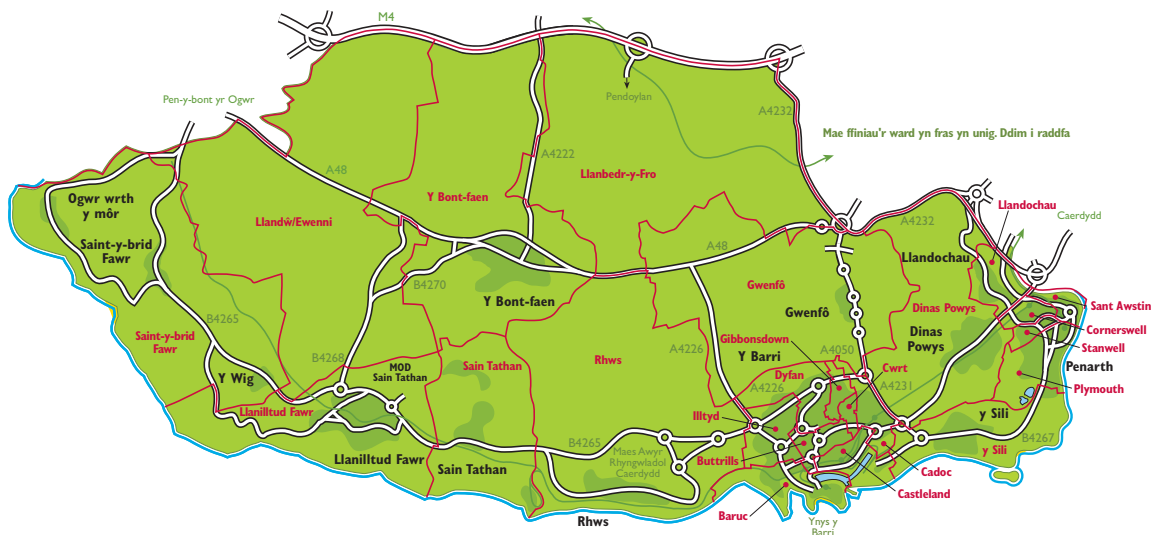 M4
Pen-y-bont yr Ogwr
Pendoylan
A4232
Mae ffiniau'r ward yn fras yn unig. Ddim i raddfa
A48
A4222
Y Bont-faen
Llanbedr-y-Fro
Ogwr wrth
y môr
Llandŵ/Ewenni
Saint-y-brid
Fawr
A4232
Llandochau
Caerdydd
Llandochau
A48
B4270
Y Bont-faen
Gwenfô
Gwenfô
Dinas Powys
Dinas
Powys
Sant Awstin
Cornerswell
Stanwell
Penarth
Plymouth
B4265
Saint-y-brid
Fawr
B4268
MOD
Sain Tathan
Sain Tathan
Rhws
A4226
Gibbonsdown
A4050
Y Barri
Dyfan
Cwrt
A4226
A4231
Y Wig
Llanilltud Fawr
Illtyd
y Sili
B4267
y Sili
Llanilltud Fawr
Sain Tathan
B4265
Maes Awyr
Rhyngwladol
Caerdydd
Buttrills
Cadoc
Castleland
Baruc
Rhws
Ynys y
Barri